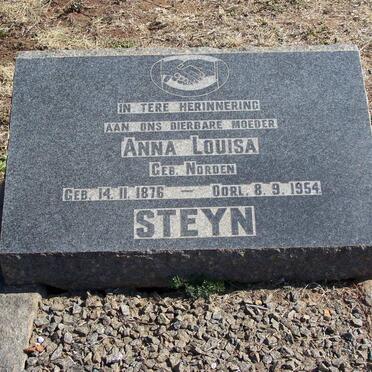 IN TERE HERINNERING
AAN ONS DIERBARE MOEDER
ANNA LOUISA
GEB. NORDEN
GEB. 14. 11. 1876 — OORL. 8. 9. 1954
STEYN